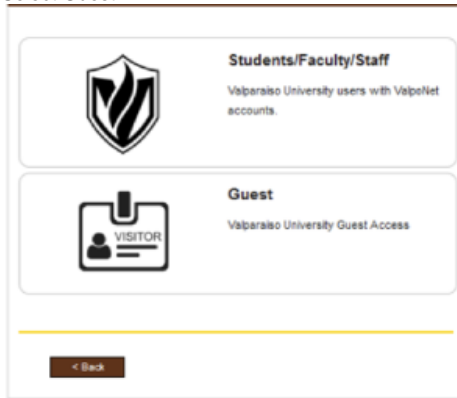 Students/Faculty/Staff
Valparaiso University users with ValpoNet
accounts.
Guest
VISITOR
Valparaiso University Guest Access
< Back